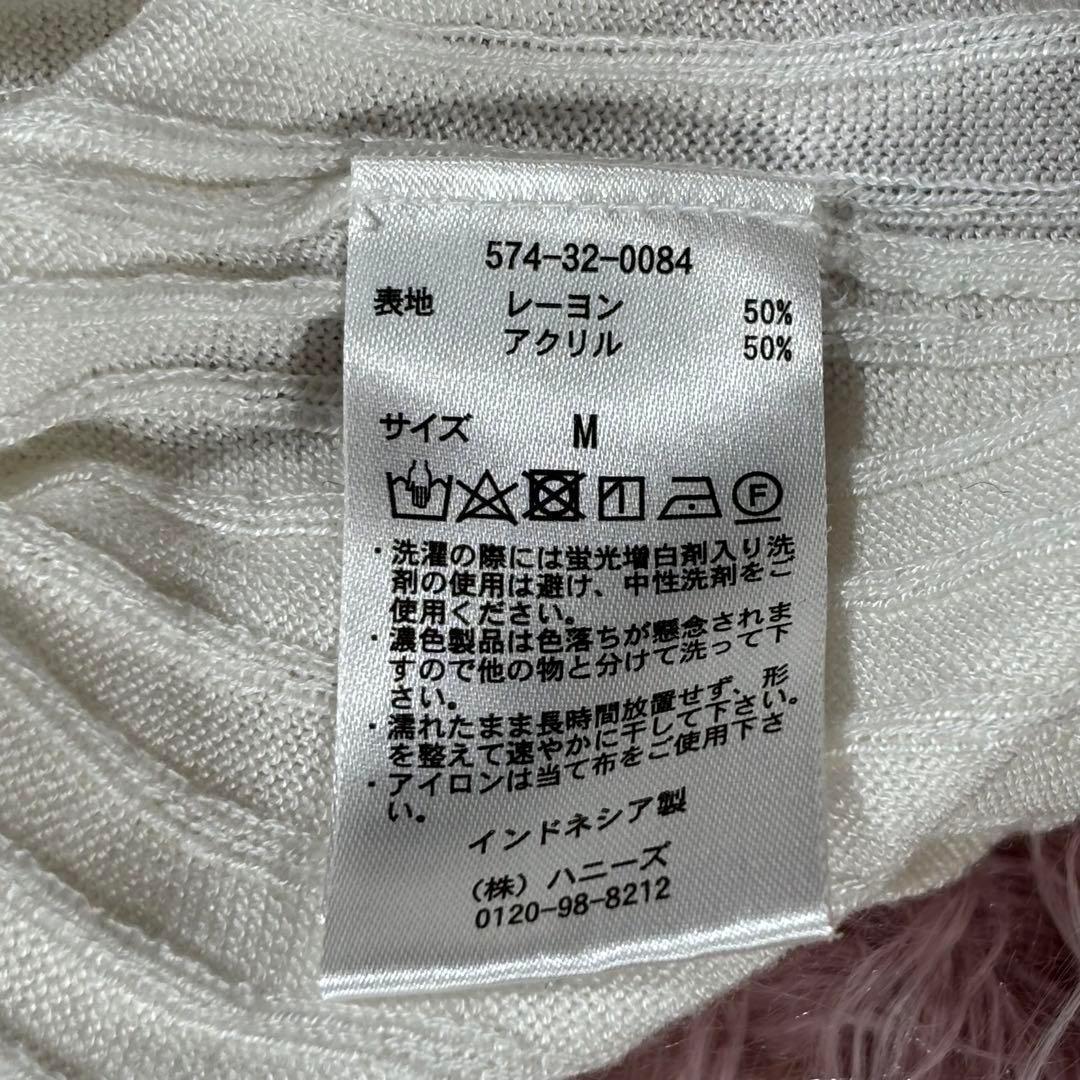 574-32-0084
表地 レーヨン 50%
アクリル 50%
サイズ M
F
・洗濯の際には蛍光増白剤入り洗
剤の使用は避け、中性洗剤をご
使用ください。
・濃色製品は色落ちが懸念されま
すので他の物と分けて洗って下
さい。
・濡れたまま長時間放置せず、形
を整えて速やかに干して下さい。
・アイロンは当て布をご使用下さ
い。
インドネシア製
(株) ハニーズ
0120-98-8212